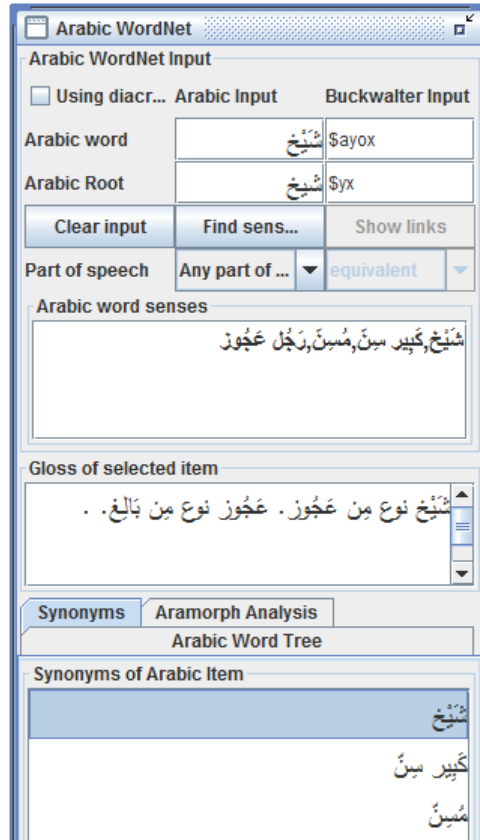 Arabic WordNet
Arabic WordNet Input
Using diacr... Arabic Input Buckwalter Input
Arabic word شَيْخ $ayox
Arabic Root شيخ $yx
Clear input Find sens... Show links
Part of speech Any part of ... equivalent
Arabic word senses
شَيْخ,كَبِير سِنّ,مُسِنّ,رَجُل عَجُوز
Gloss of selected item
شَيْخ نوع مِن عَجُوز. عَجُوز نوع مِن بَالِغ. .
Synonyms Aramorph Analysis
Arabic Word Tree
Synonyms of Arabic Item
شَيْخ
كَبِير سِنّ
مُسِنّ